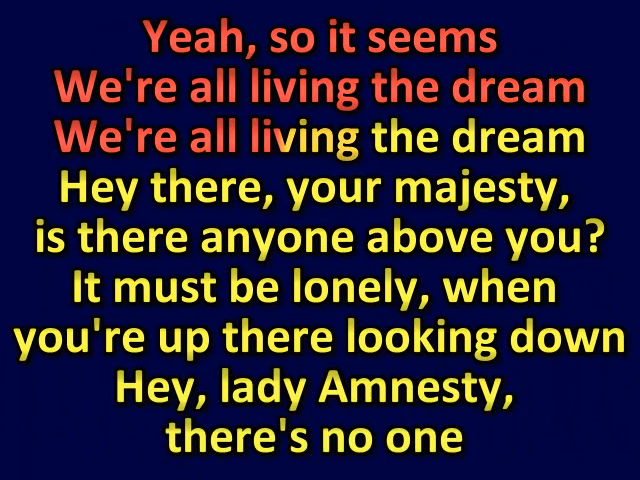 Yeah, so it seems
We're all living the dream
We're all living the dream
Hey there, your majesty,
is there anyone above you?
It must be lonely, when
you're up there looking down
Hey, lady Amnesty,
there's no one